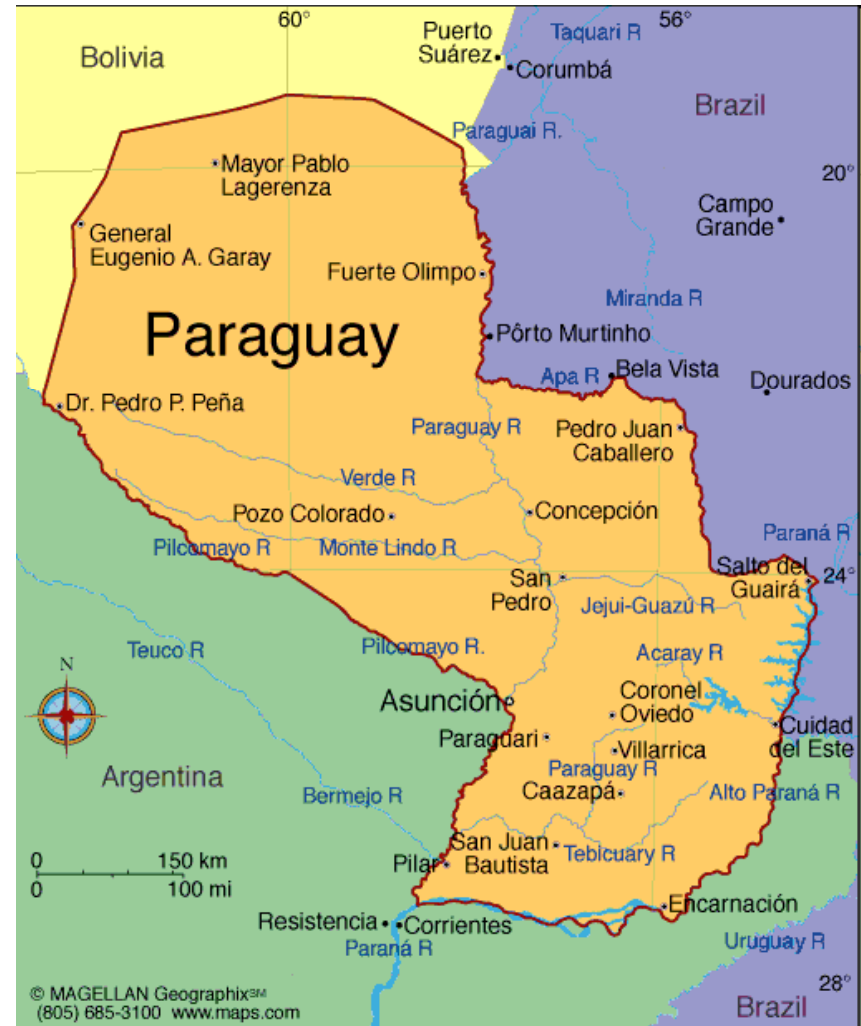 60°
56°
Puerto
Suárez
Taquari R
Bolivia
Corumbá
Brazil
Paraguai R.
Mayor Pablo
Lagerenza
20°
Campo
Grande
General
Eugenio A. Garay
Fuerte Olimpo
Miranda R
Paraguay
Pôrto Murtinho
Apa R
Bela Vista
Dourados
Dr. Pedro P. Peña
Paraguay R
Pedro Juan
Caballero
Verde R
Pozo Colorado
Concepción
Paraná R
Pilcomayo R
Monte Lindo R
Salto del
Guairá
24°
San
Pedro
Jejui-Guazú R
Teuco R
Pilcomayo R.
Acaray R
N
Asunción
Coronel
Oviedo
Cuidad
del Este
Paraguari
Villarrica
Paraguay R
Argentina
Bermejo R
Caazapá
Alto Paraná R
San Juan
Bautista
Tebicuary R
Pilar
0 150 km
0 100 mi
Encarnación
Resistencia
Corrientes
Paraná R
Uruguay R
28°
Brazil
© MAGELLAN Geographix℠
(805) 685-3100 www.maps.com